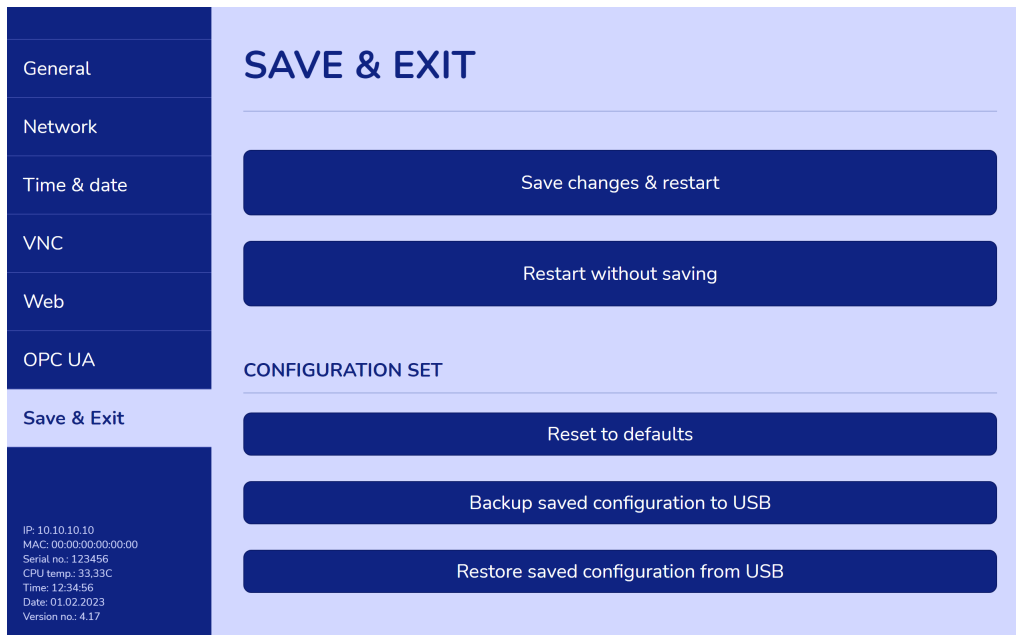 General
Network
Time & date
VNC
Web
OPC UA
Save & Exit
IP: 10.10.10.10
MAC: 00:00:00:00:00:00
Serial no.: 123456
CPU temp.: 33,33C
Time: 12:34:56
Date: 01.02.2023
Version no.: 4.17
SAVE & EXIT
Save changes & restart
Restart without saving
CONFIGURATION SET
Reset to defaults
Backup saved configuration to USB
Restore saved configuration from USB